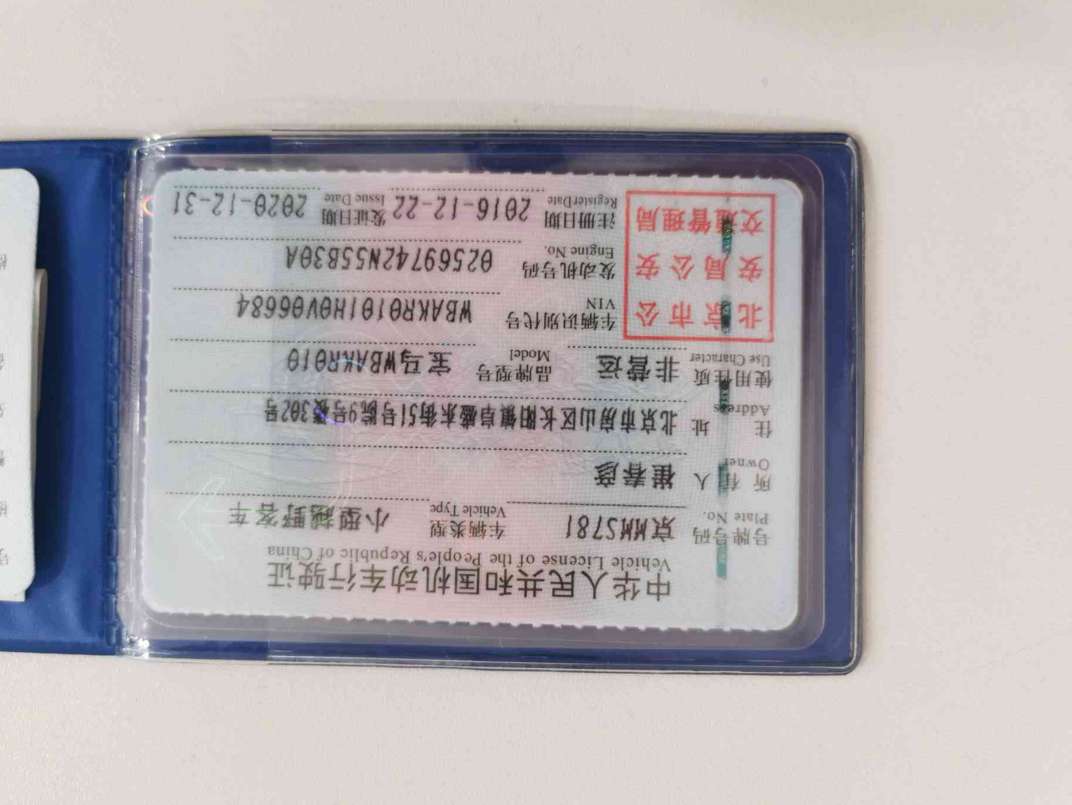 中华人民共和国机动车行驶证
Vehicle License of the People's Republic of China
号牌号码 京MMS781 车辆类型 小型越野客车
Plate No. Vehicle Type
所有人 崔春彦
Owner
住址 北京市房山区长阳镇阜盛东街51号院9号楼302号
Address
使用性质 非营运 品牌型号 宝马WBAKR010
Use Character Model
北京市公安局公安交通管理局
车辆识别代号 WBAKR0101H0V06684
VIN
发动机号码 02569742N55B30A
Engine No.
注册日期 2016-12-22 发证日期 2020-12-31
Register Date Issue Date